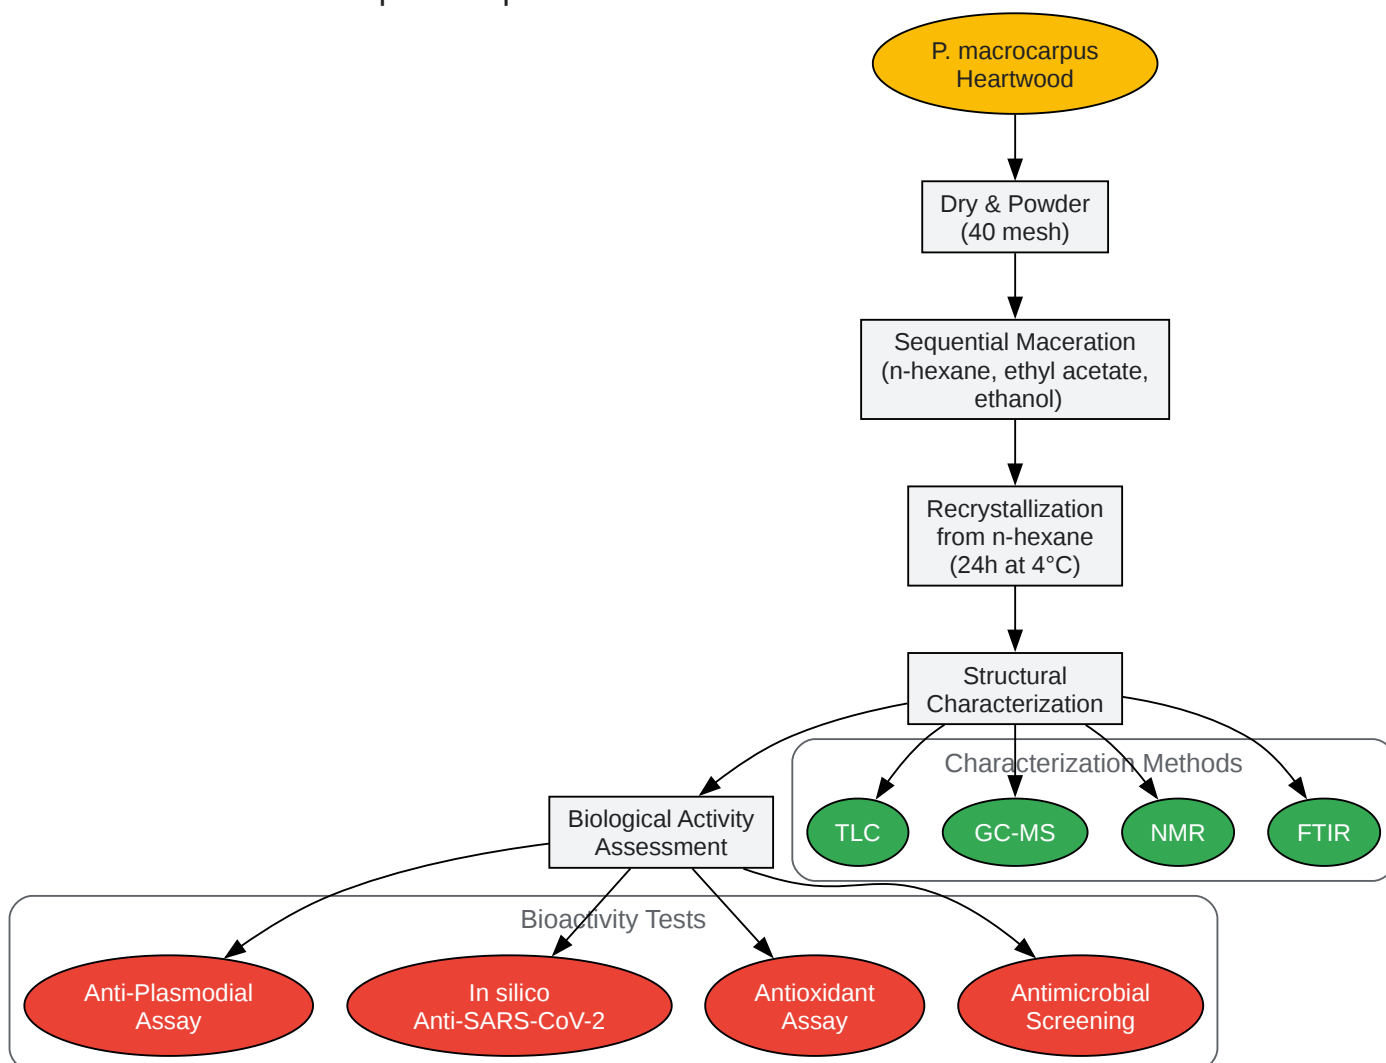 P. macrocarpus
Heartwood
Dry & Powder
(40 mesh)
Sequential Maceration
(n-hexane, ethyl acetate,
ethanol)
Recrystallization
from n-hexane
(24h at 4°C)
Structural
Characterization
Characterization Methods
TLC
GC-MS
NMR
FTIR
Biological Activity
Assessment
Bioactivity Tests
Anti-Plasmodial
Assay
In silico
Anti-SARS-CoV-2
Antioxidant
Assay
Antimicrobial
Screening